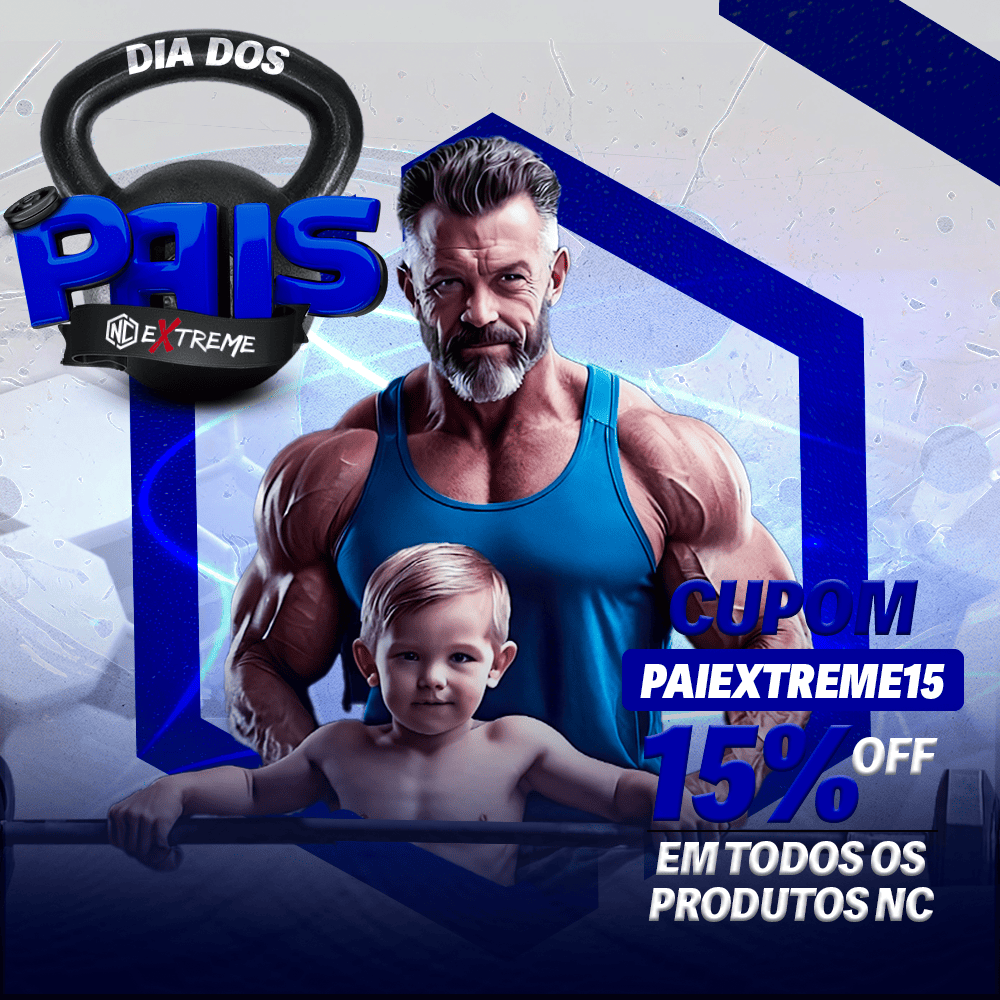 DIA DOS
PAIS
NC EXTREME
CUPOM
PAIEXTREME15
15% OFF
EM TODOS OS
PRODUTOS NC